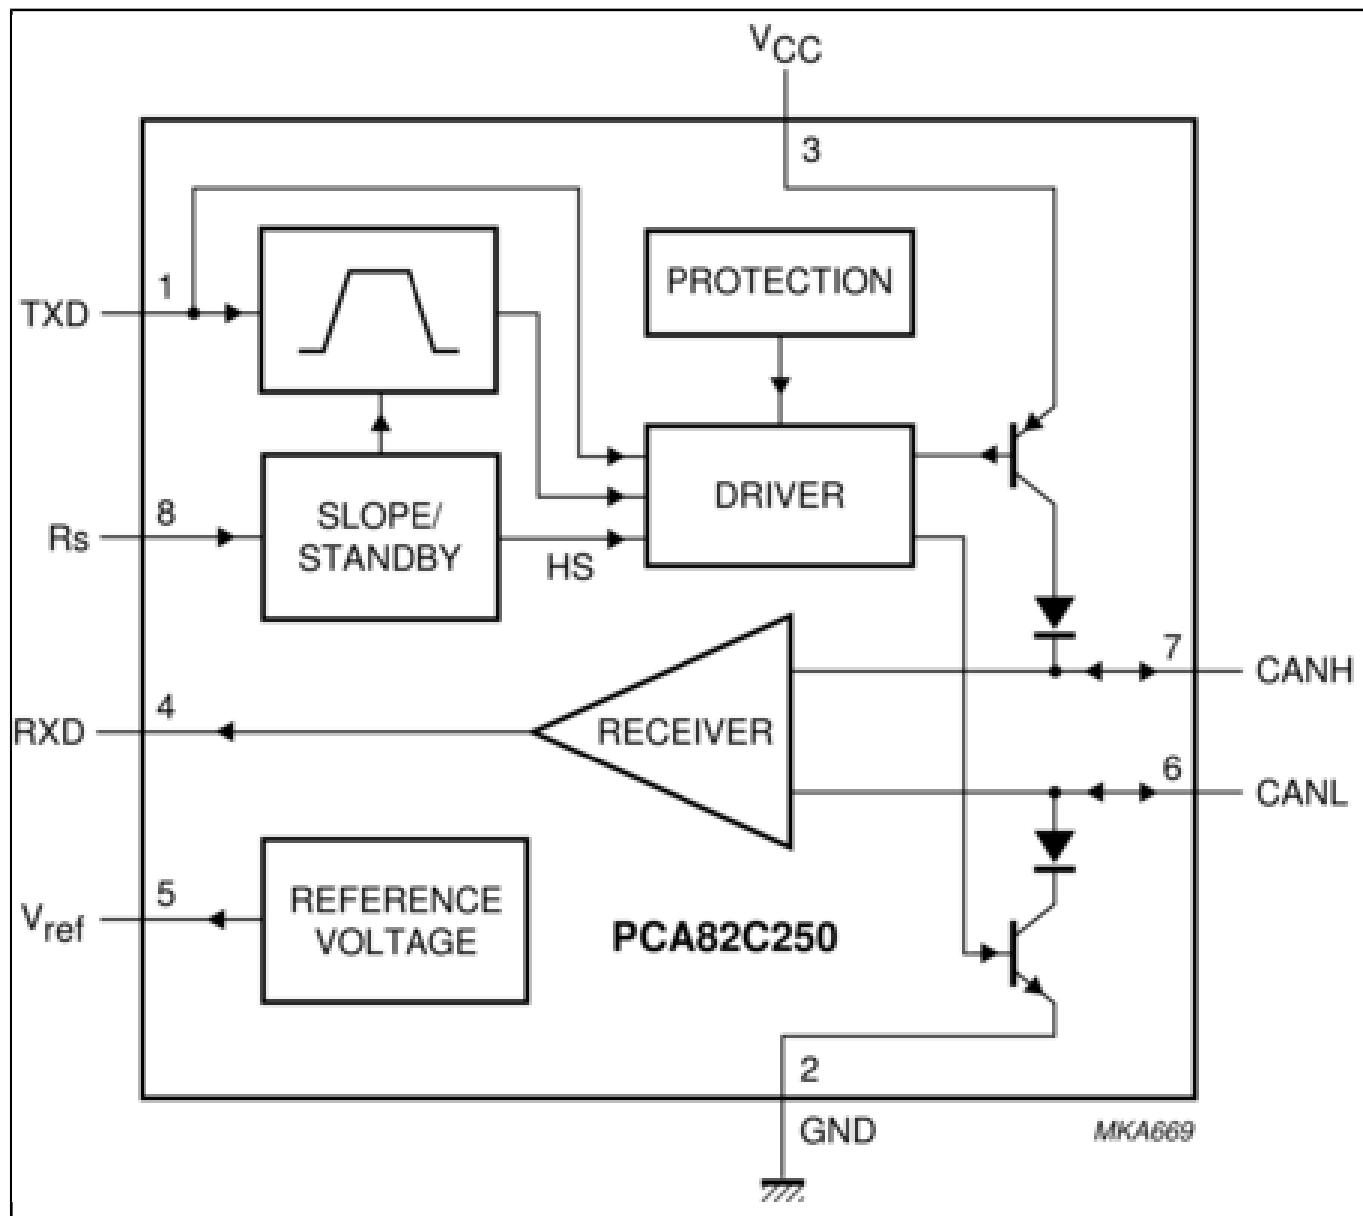 VCC
3
1
TXD
PROTECTION
8
Rs
SLOPE/
STANDBY
HS
DRIVER
7
CANH
4
RXD
RECEIVER
6
CANL
5
Vref
REFERENCE
VOLTAGE
PCA82C250
2
GND
MKA669